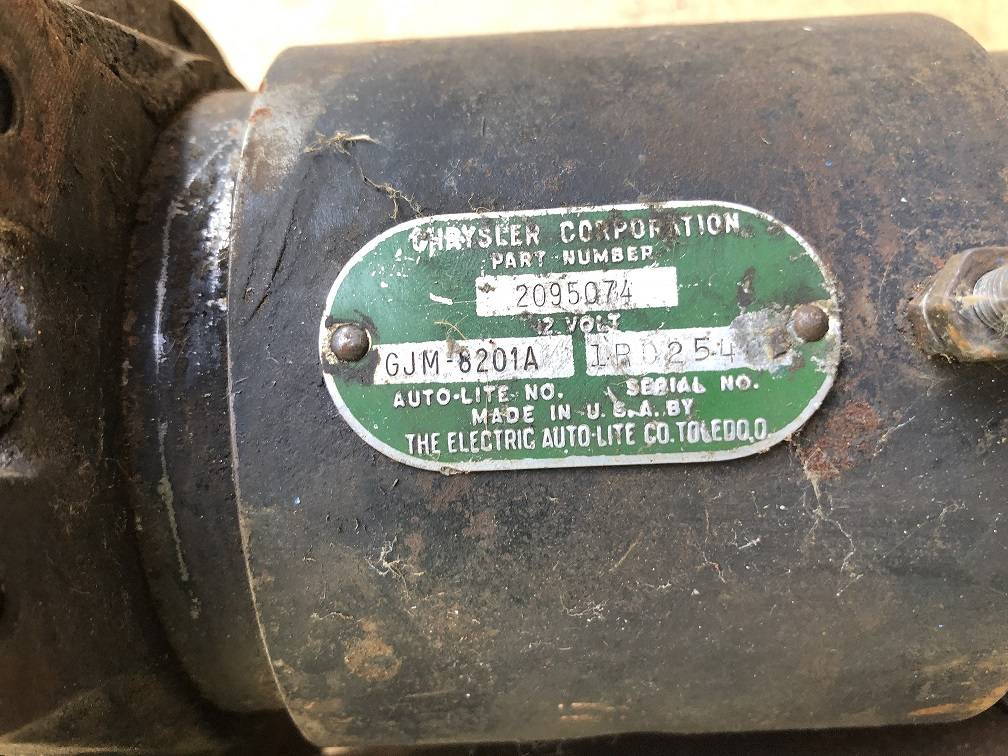 CHRYSLER CORPORATION
PART NUMBER
2095074
12 VOLT
GJM-8201A 1RD254
AUTO-LITE NO. SERIAL NO.
MADE IN U.S.A. BY
THE ELECTRIC AUTO-LITE CO. TOLEDO,O.